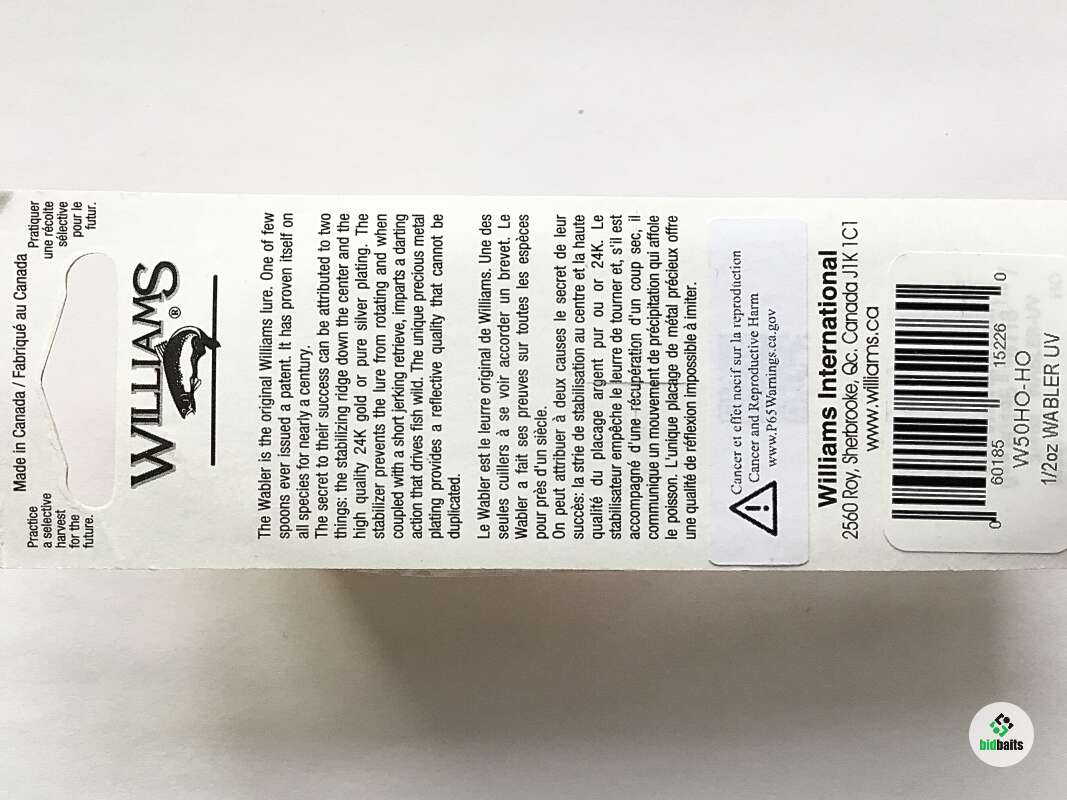 Made in Canada / Fabriqué au Canada
Practice
a selective
harvest
for the
future.
Pratiquer
une récolte
sélective
pour le
futur.
WILLIAMS
®
The Wabler is the original Williams lure. One of few
spoons ever issued a patent. It has proven itself on
all species for nearly a century.
The secret to their success can be attributed to two
things: the stabilizing ridge down the center and the
high quality 24K gold or pure silver plating. The
stabilizer prevents the lure from rotating and when
coupled with a short jerking retrieve, imparts a darting
action that drives fish wild. The unique precious metal
plating provides a reflective quality that cannot be
duplicated.
Le Wabler est le leurre original de Williams. Une des
seules cuillers à se voir accorder un brevet. Le
Wabler a fait ses preuves sur toutes les espèces
pour près d'un siècle.
On peut attribuer à deux causes le secret de leur
succès: la strie de stabilisation au centre et la haute
qualité du placage argent pur ou or 24K. Le
stabilisateur empêche le leurre de tourner et, s'il est
accompagné d'une récupération d'un coup sec, il
communique un mouvement de précipitation qui affole
le poisson. L'unique placage de métal précieux offre
une qualité de réflexion impossible à imiter.
Cancer et effet nocif sur la reproduction
Cancer and Reproductive Harm
www.P65Warnings.ca.gov
Williams International
2560 Roy, Sherbrooke, Qc. Canada J1K 1C1
www.williams.ca
0 60185 15226 0
W50HO-HO
1/2oz WABLER UV
bidbaits